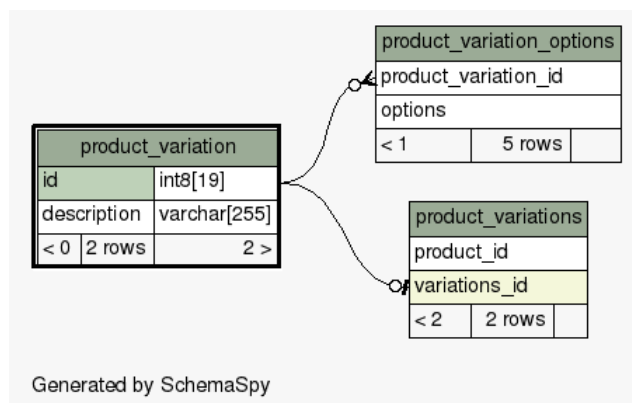 product_variation_options
product_variation_id
options
< 1 5 rows
product_variation
id int8[19]
description varchar[255]
< 0 2 rows 2 >
product_variations
product_id
variations_id
< 2 2 rows
Generated by SchemaSpy